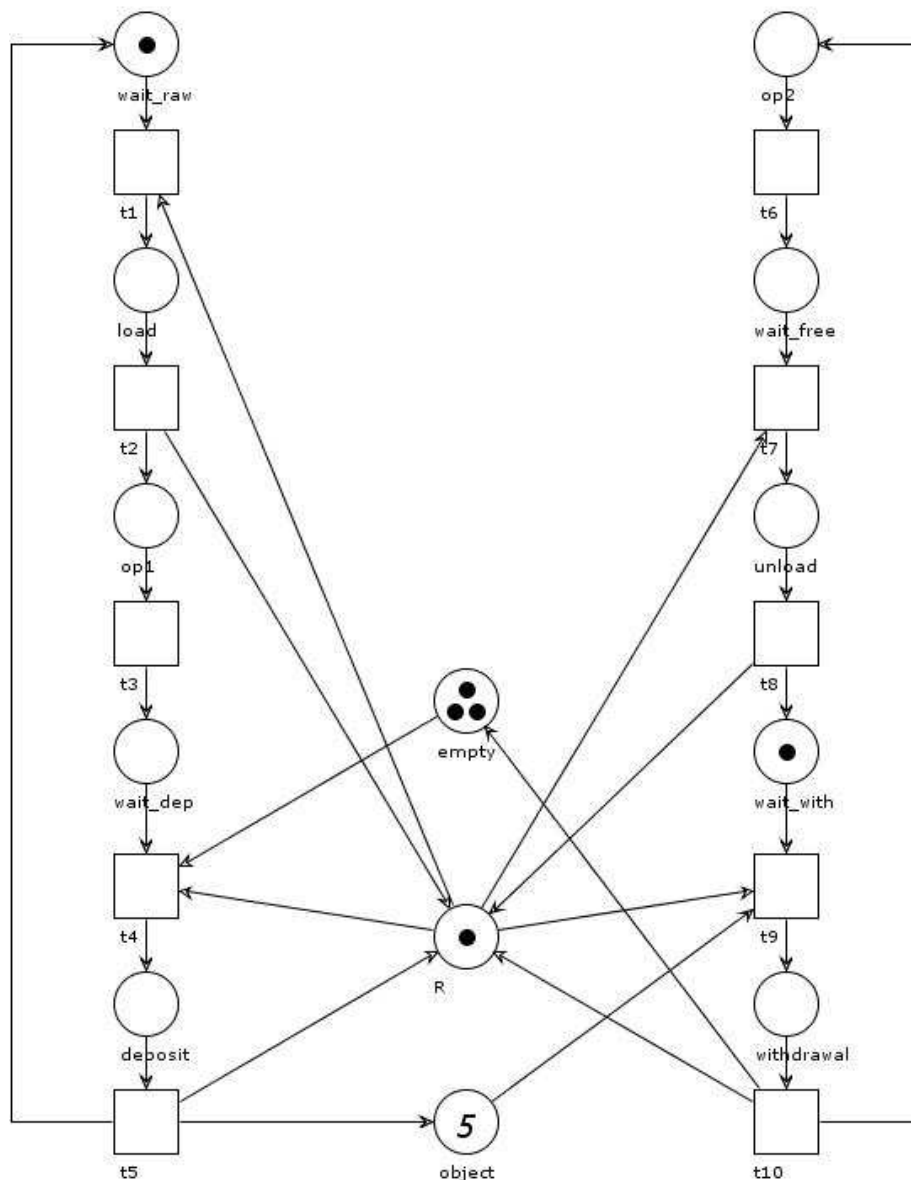 wait_raw
op2
t1
t6
load
wait_free
t2
t7
op1
unload
t3
t8
empty
wait_dep
wait_with
t4
t9
R
deposit
withdrawal
5
t5
object
t10